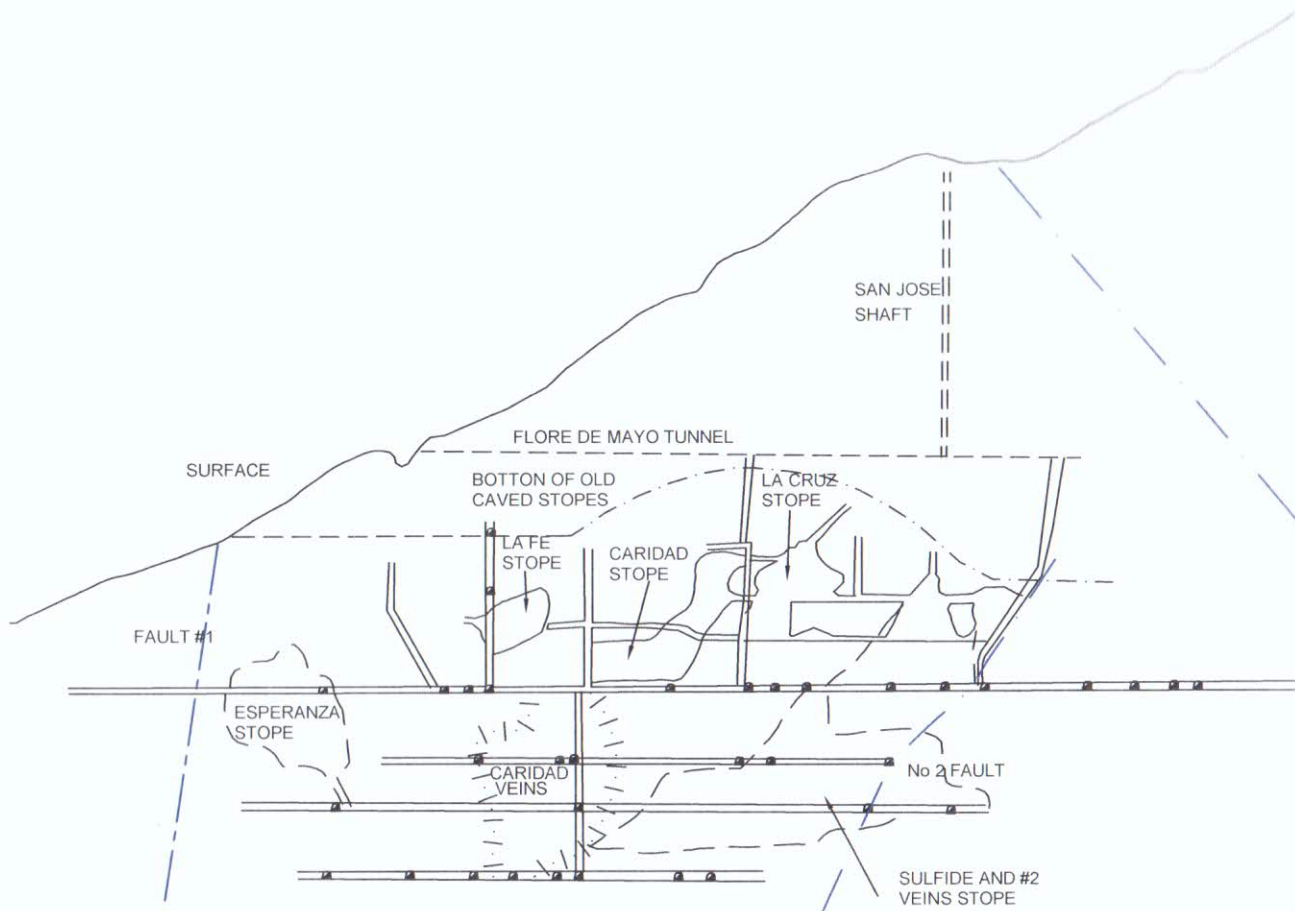 SAN JOSE
SHAFT
FLORE DE MAYO TUNNEL
SURFACE
BOTTON OF OLD
CAVED STOPES
LA CRUZ
STOPE
LA FE
STOPE
CARIDAD
STOPE
FAULT #1
ESPERANZA
STOPE
CARIDAD
VEINS
No 2 FAULT
SULFIDE AND #2
VEINS STOPE